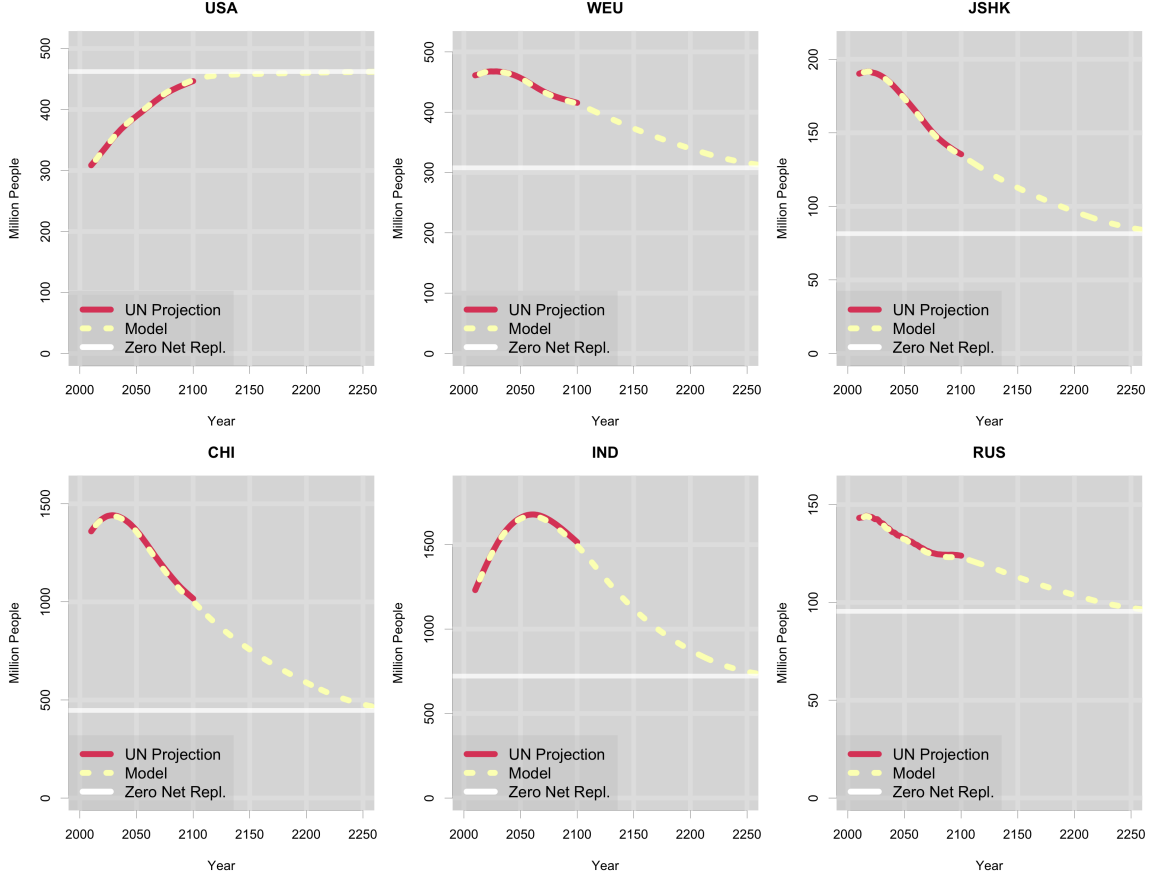 USA
Million People
500
400
300
200
100
0
UN Projection
Model
Zero Net Repl.
2000 2050 2100 2150 2200 2250
Year
WEU
Million People
500
400
300
200
100
0
UN Projection
Model
Zero Net Repl.
2000 2050 2100 2150 2200 2250
Year
JSHK
Million People
200
150
100
50
0
UN Projection
Model
Zero Net Repl.
2000 2050 2100 2150 2200 2250
Year
CHI
Million People
1500
1000
500
0
UN Projection
Model
Zero Net Repl.
2000 2050 2100 2150 2200 2250
Year
IND
Million People
1500
1000
500
0
UN Projection
Model
Zero Net Repl.
2000 2050 2100 2150 2200 2250
Year
RUS
Million People
150
100
50
0
UN Projection
Model
Zero Net Repl.
2000 2050 2100 2150 2200 2250
Year